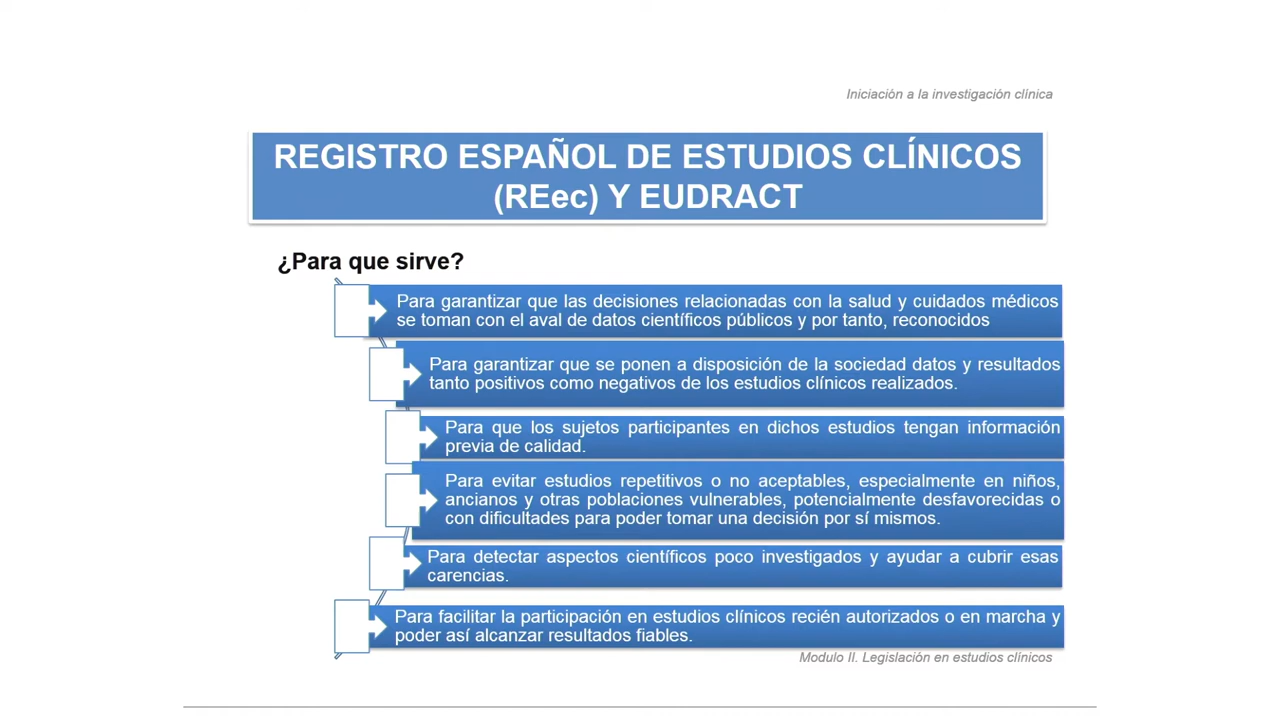 Iniciación a la investigación clínica
REGISTRO ESPAÑOL DE ESTUDIOS CLÍNICOS
(REec) Y EUDRACT
¿Para que sirve?
Para garantizar que las decisiones relacionadas con la salud y cuidados médicos
se toman con el aval de datos científicos públicos y por tanto, reconocidos
Para garantizar que se ponen a disposición de la sociedad datos y resultados
tanto positivos como negativos de los estudios clínicos realizados.
Para que los sujetos participantes en dichos estudios tengan información
previa de calidad.
Para evitar estudios repetitivos o no aceptables, especialmente en niños,
ancianos y otras poblaciones vulnerables, potencialmente desfavorecidas o
con dificultades para poder tomar una decisión por sí mismos.
Para detectar aspectos científicos poco investigados y ayudar a cubrir esas
carencias.
Para facilitar la participación en estudios clínicos recién autorizados o en marcha y
poder así alcanzar resultados fiables.
Modulo II. Legislación en estudios clínicos